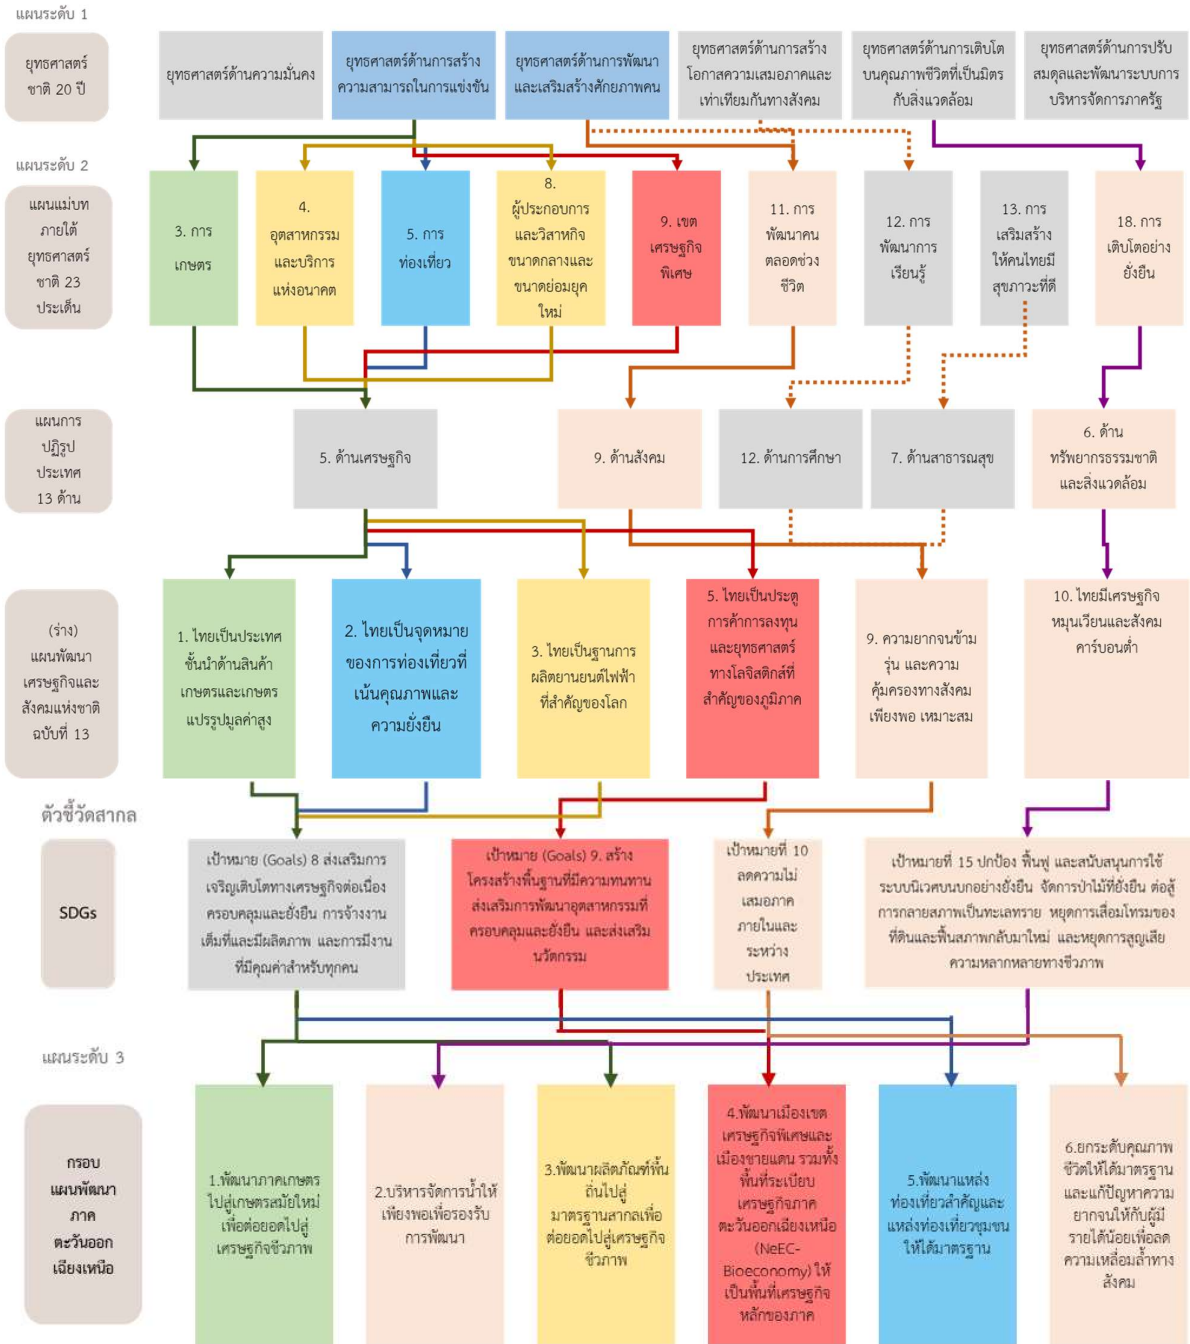 แผนระดับ 1
ยุทธศาสตร์
ชาติ 20 ปี
ยุทธศาสตร์ด้านความมั่นคง
ยุทธศาสตร์ด้านการสร้าง
ความสามารถในการแข่งขัน
ยุทธศาสตร์ด้านการพัฒนา
และเสริมสร้างศักยภาพคน
ยุทธศาสตร์ด้านการสร้าง
โอกาสความเสมอภาคและ
เท่าเทียมกันทางสังคม
ยุทธศาสตร์ด้านการเติบโต
บนคุณภาพชีวิตที่เป็นมิตร
กับสิ่งแวดล้อม
ยุทธศาสตร์ด้านการปรับ
สมดุลและพัฒนาระบบการ
บริหารจัดการภาครัฐ
แผนระดับ 2
แผนแม่บท
ภายใต้
ยุทธศาสตร์
ชาติ 23
ประเด็น
3. การ
เกษตร
4.
อุตสาหกรรม
และบริการ
แห่งอนาคต
5. การ
ท่องเที่ยว
8.
ผู้ประกอบการ
และวิสาหกิจ
ขนาดกลางและ
ขนาดย่อมยุค
ใหม่
9. เขต
เศรษฐกิจ
พิเศษ
11. การ
พัฒนาคน
ตลอดช่วง
ชีวิต
12. การ
พัฒนาการ
เรียนรู้
13. การ
เสริมสร้าง
ให้คนไทยมี
สุขภาวะที่ดี
18. การ
เติบโตอย่าง
ยั่งยืน
แผนการ
ปฏิรูป
ประเทศ
13 ด้าน
5. ด้านเศรษฐกิจ
9. ด้านสังคม
12. ด้านการศึกษา
7. ด้านสาธารณสุข
6. ด้าน
ทรัพยากรธรรมชาติ
และสิ่งแวดล้อม
(ร่าง)
แผนพัฒนา
เศรษฐกิจและ
สังคมแห่งชาติ
ฉบับที่ 13
1. ไทยเป็นประเทศ
ชั้นนำด้านสินค้า
เกษตรและเกษตร
แปรรูปมูลค่าสูง
2. ไทยเป็นจุดหมาย
ของการท่องเที่ยวที่
เน้นคุณภาพและ
ความยั่งยืน
3. ไทยเป็นฐานการ
ผลิตยานยนต์ไฟฟ้า
ที่สำคัญของโลก
5. ไทยเป็นประตู
การค้าการลงทุน
และยุทธศาสตร์
ทางโลจิสติกส์ที่
สำคัญของภูมิภาค
9. ความยากจนข้าม
รุ่น และความ
คุ้มครองทางสังคม
เพียงพอ เหมาะสม
10. ไทยมีเศรษฐกิจ
หมุนเวียนและสังคม
คาร์บอนต่ำ
ตัวชี้วัดสากล
SDGs
เป้าหมาย (Goals) 8 ส่งเสริมการ
เจริญเติบโตทางเศรษฐกิจต่อเนื่อง
ครอบคลุมและยั่งยืน การจ้างงาน
เต็มที่และมีผลิตภาพ และการมีงาน
ที่มีคุณค่าสำหรับทุกคน
เป้าหมาย (Goals) 9. สร้าง
โครงสร้างพื้นฐานที่มีความทนทาน
ส่งเสริมการพัฒนาอุตสาหกรรมที่
ครอบคลุมและยั่งยืน และส่งเสริม
นวัตกรรม
เป้าหมายที่ 10
ลดความไม่
เสมอภาค
ภายในและ
ระหว่าง
ประเทศ
เป้าหมายที่ 15 ปกป้อง ฟื้นฟู และสนับสนุนการใช้
ระบบนิเวศบนบกอย่างยั่งยืน จัดการป่าไม้ที่ยั่งยืน ต่อสู้
การกลายสภาพเป็นทะเลทราย หยุดการเสื่อมโทรมของ
ที่ดินและฟื้นสภาพกลับมาใหม่ และหยุดการสูญเสีย
ความหลากหลายทางชีวภาพ
แผนระดับ 3
กรอบ
แผนพัฒนา
ภาค
ตะวันออก
เฉียงเหนือ
1.พัฒนาภาคเกษตร
ไปสู่เกษตรสมัยใหม่
เพื่อต่อยอดไปสู่
เศรษฐกิจชีวภาพ
2.บริหารจัดการน้ำให้
เพียงพอเพื่อรองรับ
การพัฒนา
3.พัฒนาผลิตภัณฑ์พื้น
ถิ่นไปสู่
มาตรฐานสากลเพื่อ
ต่อยอดไปสู่เศรษฐกิจ
ชีวภาพ
4.พัฒนาเมืองเขต
เศรษฐกิจพิเศษและ
เมืองชายแดน รวมทั้ง
พื้นที่ระเบียง
เศรษฐกิจภาค
ตะวันออกเฉียงเหนือ
(NeEC-
Bioeconomy) ให้
เป็นพื้นที่เศรษฐกิจ
หลักของภาค
5.พัฒนาแหล่ง
ท่องเที่ยวสำคัญและ
แหล่งท่องเที่ยวชุมชน
ให้ได้มาตรฐาน
6.ยกระดับคุณภาพ
ชีวิตให้ได้มาตรฐาน
และแก้ปัญหาความ
ยากจนให้กับผู้มี
รายได้น้อยเพื่อลด
ความเหลื่อมล้ำทาง
สังคม